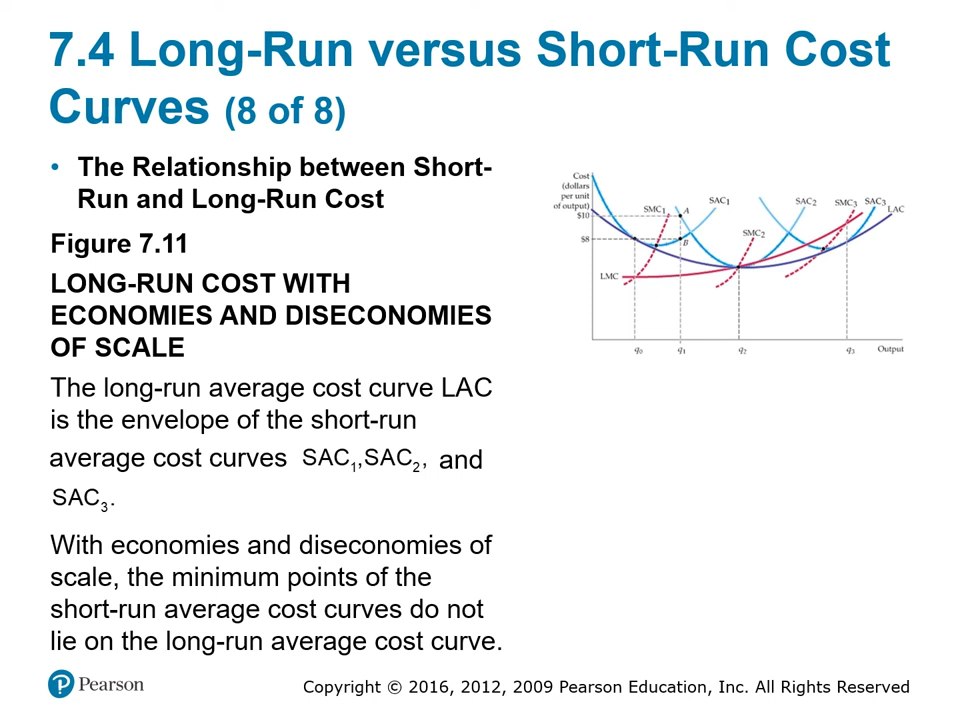 7.4 Long-Run versus Short-Run Cost
Curves (8 of 8)
• The Relationship between Short-
Run and Long-Run Cost
Figure 7.11
LONG-RUN COST WITH
ECONOMIES AND DISECONOMIES
OF SCALE
The long-run average cost curve LAC
is the envelope of the short-run
average cost curves SAC₁,SAC₂, and
SAC₃.
With economies and diseconomies of
scale, the minimum points of the
short-run average cost curves do not
lie on the long-run average cost curve.
Cost
(dollars
per unit
of output)
$10
$8
SMC₁
A
B
SAC₁
SMC₂
SAC₂
SMC₃
SAC₃
LAC
LMC
q₀
q₁
q₂
q₃
Output
Pearson
Copyright © 2016, 2012, 2009 Pearson Education, Inc. All Rights Reserved